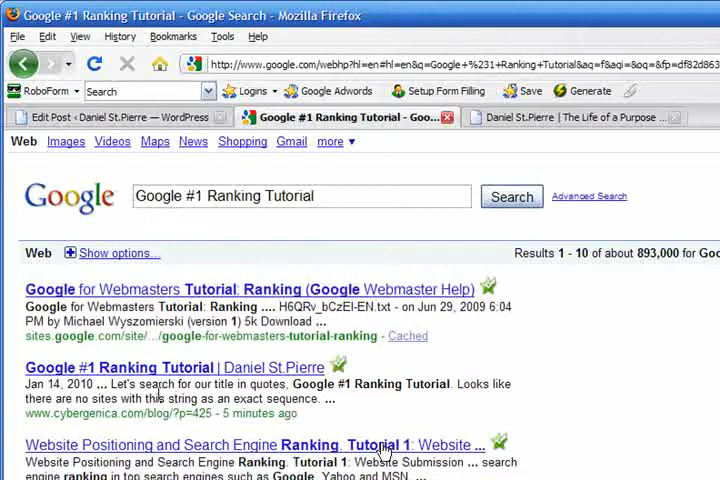 Google #1 Ranking Tutorial - Google Search - Mozilla Firefox
File Edit View History Bookmarks Tools Help
http://www.google.com/webhp?hl=en#hl=en&q=Google+%231+Ranking+Tutorial&aq=f&aqi=&oq=&fp=df82d863
RoboForm Search Logins Google Adwords Setup Form Filling Save Generate
Edit Post ‹ Daniel St.Pierre — WordPress Google #1 Ranking Tutorial - Goo... Daniel St.Pierre | The Life of a Purpose ...
Web Images Videos Maps News Shopping Gmail more ▼
Google Google #1 Ranking Tutorial Search Advanced Search
Web Show options... Results 1 - 10 of about 893,000 for Goo
Google for Webmasters Tutorial: Ranking (Google Webmaster Help)
Google for Webmasters Tutorial: Ranking .... H6QRv_bCzEI-EN.txt - on Jun 29, 2009 6:04
PM by Michael Wyszomierski (version 1) 5k Download ...
sites.google.com/site/.../google-for-webmasters-tutorial-ranking - Cached
Google #1 Ranking Tutorial | Daniel St.Pierre
Jan 14, 2010 ... Let's search for our title in quotes, Google #1 Ranking Tutorial. Looks like
there are no sites with this string as an exact sequence. ...
www.cybergenica.com/blog/?p=425 - 5 minutes ago
Website Positioning and Search Engine Ranking. Tutorial 1: Website ...
Website Positioning and Search Engine Ranking. Tutorial 1: Website Submission ... search
engine ranking in top search engines such as Google, Yahoo and MSN. ...